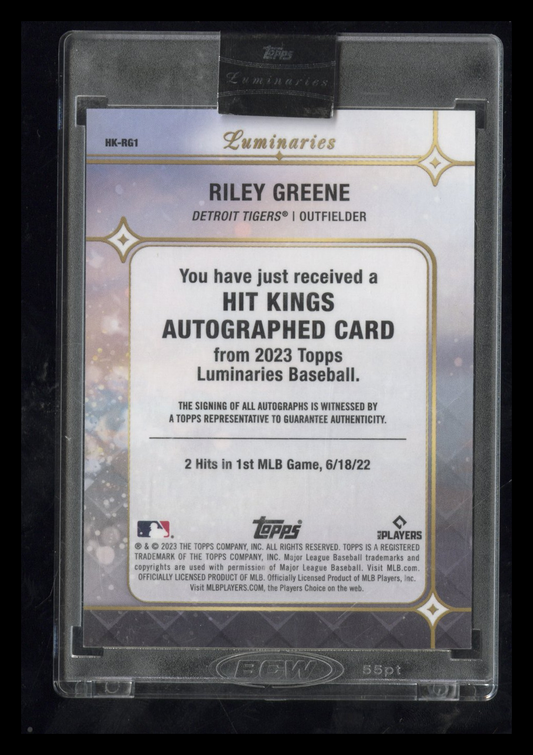 Topps
Luminaries
HK-RG1
Luminaries
RILEY GREENE
DETROIT TIGERS® | OUTFIELDER
You have just received a
HIT KINGS
AUTOGRAPHED CARD
from 2023 Topps
Luminaries Baseball.
THE SIGNING OF ALL AUTOGRAPHS IS WITNESSED BY
A TOPPS REPRESENTATIVE TO GUARANTEE AUTHENTICITY.
2 Hits in 1st MLB Game, 6/18/22
Topps
PLAYERS
® & © 2023 THE TOPPS COMPANY, INC. ALL RIGHTS RESERVED. TOPPS IS A REGISTERED
TRADEMARK OF THE TOPPS COMPANY, INC. Major League Baseball trademarks and
copyrights are used with permission of Major League Baseball. Visit MLB.com.
OFFICIALLY LICENSED PRODUCT OF MLB. Officially Licensed Product of MLB Players, Inc.
Visit MLBPLAYERS.COM, the Players Choice on the web.
BCW
55pt